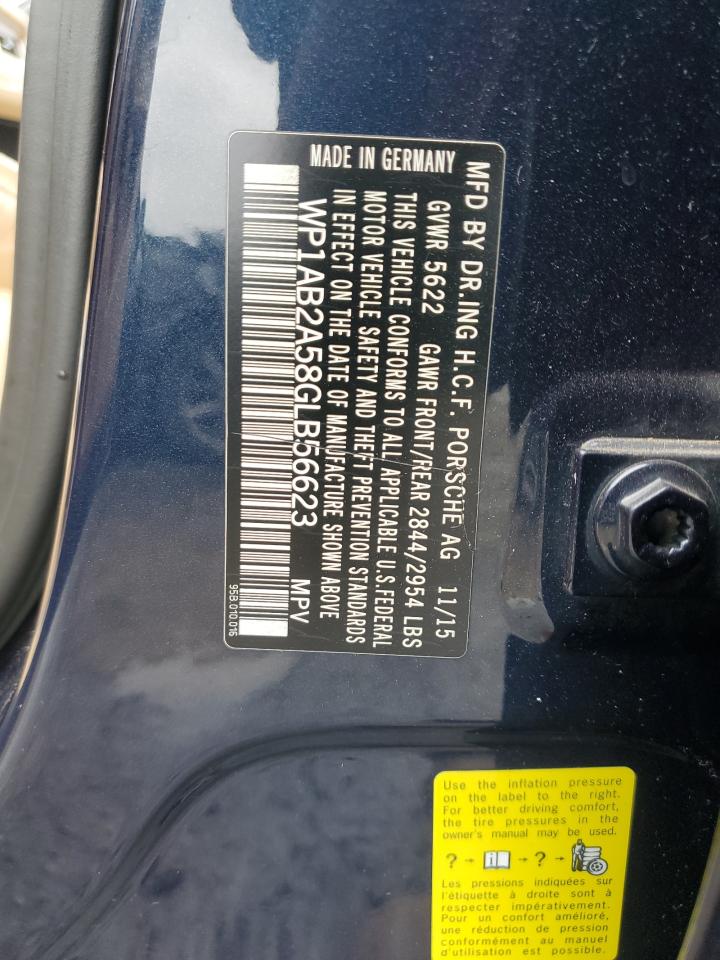 MFD BY DR.ING H.C.F. PORSCHE AG 11/15
GVWR 5622 GAWR FRONT/REAR 2844/2954 LBS
THIS VEHICLE CONFORMS TO ALL APPLICABLE U.S.FEDERAL
MOTOR VEHICLE SAFETY AND THEFT PREVENTION STANDARDS
IN EFFECT ON THE DATE OF MANUFACTURE SHOWN ABOVE
WP1AB2A58GLB56623 MPV
95B.010.016
MADE IN GERMANY
Use the inflation pressure
on the label to the right.
For better driving comfort,
the tire pressures in the
owner's manual may be used.
? - i - ? -
Les pressions indiquées sur
l'étiquette à droite sont à
respecter impérativement.
Pour un confort amélioré,
une réduction de pression
conformément au manuel
d'utilisation est possible.